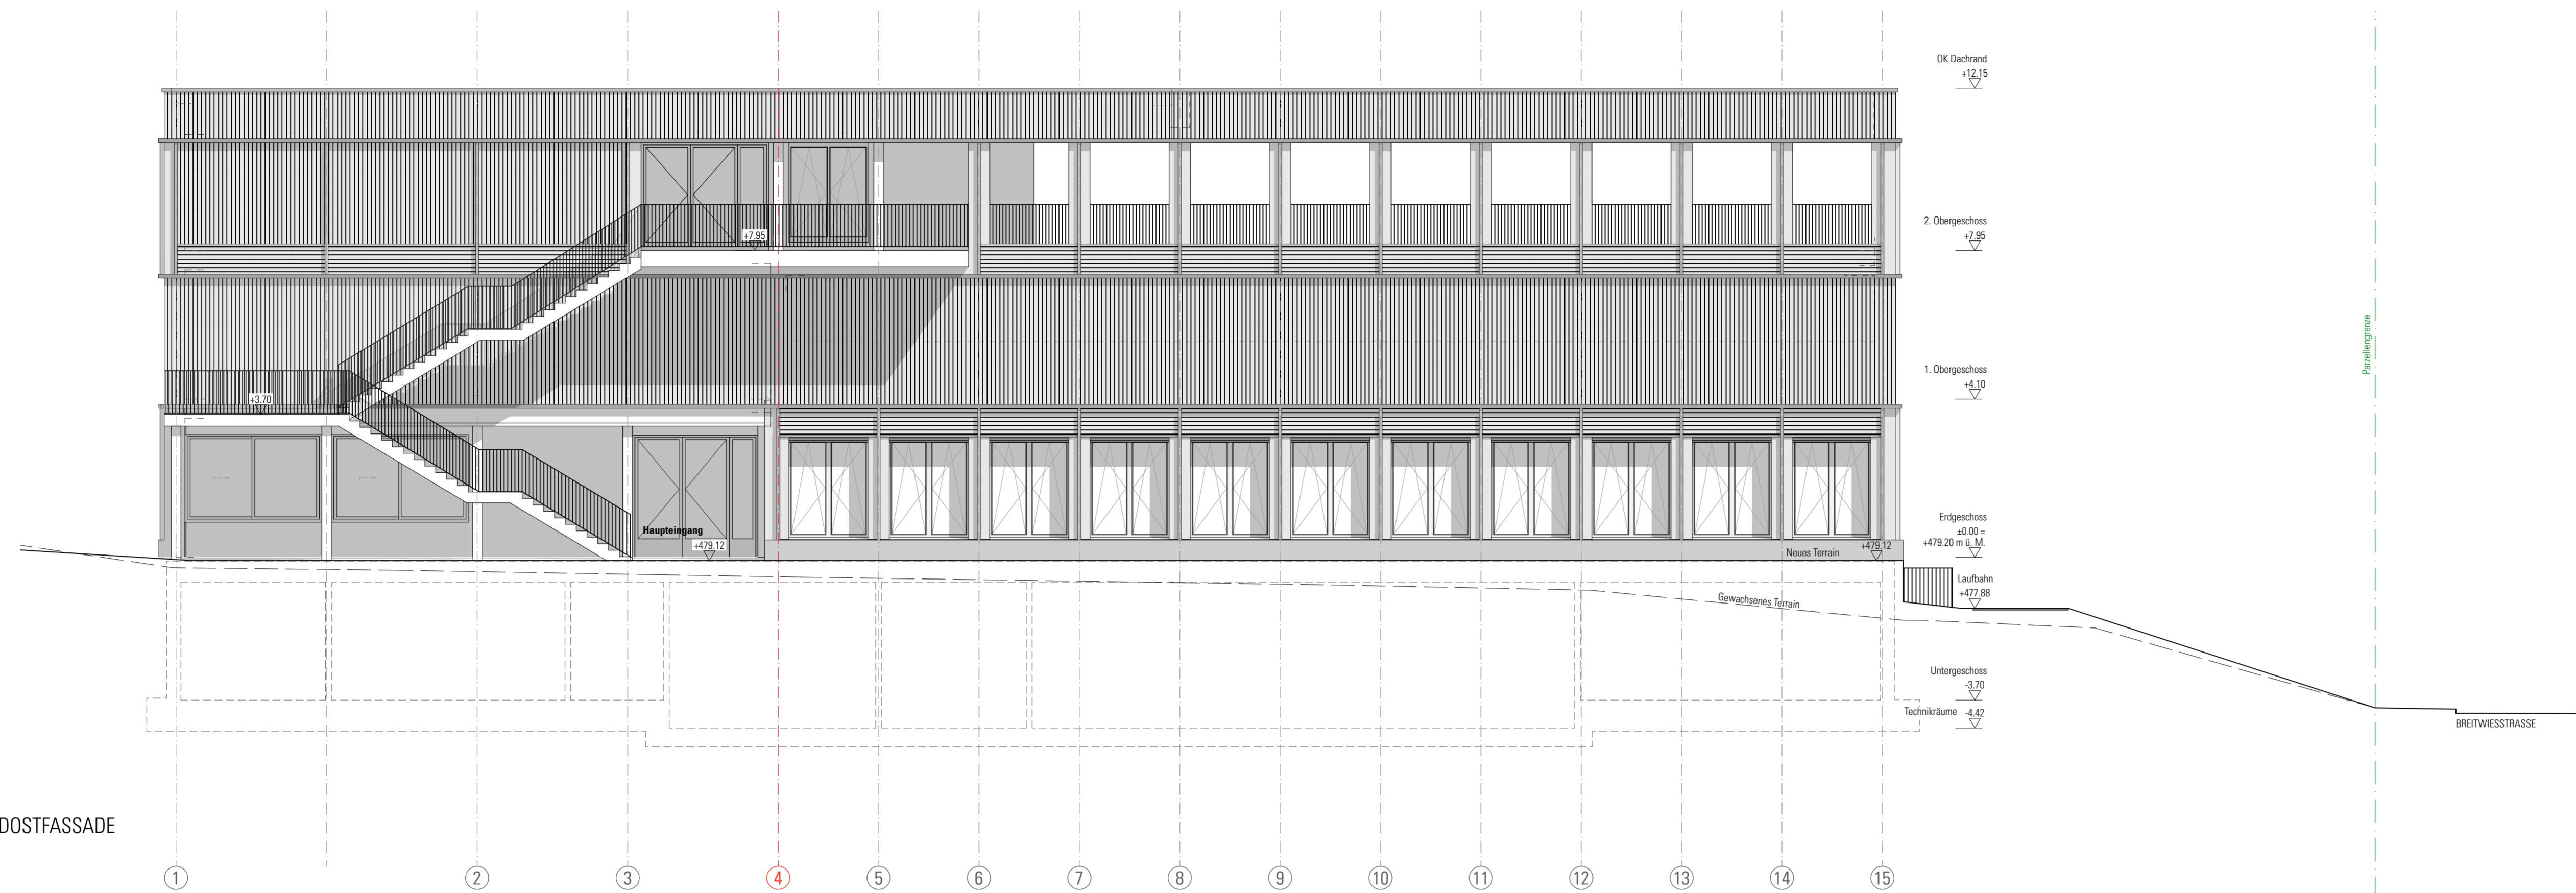 OK Dachrand
+12.15
2. Obergeschoss
+7.95
+7.95
Parzellengrenze
1. Obergeschoss
+4.10
+3.70
Erdgeschoss
±0.00 =
+479.20 m ü. M.
Haupteingang
+479.12
Neues Terrain
+479.12
Laufbahn
+477.88
Gewachsenes Terrain
Untergeschoss
-3.70
Technikräume -4.42
BREITWIESSTRASSE
DOSTFASSADE
1 2 3 4 5 6 7 8 9 10 11 12 13 14 15